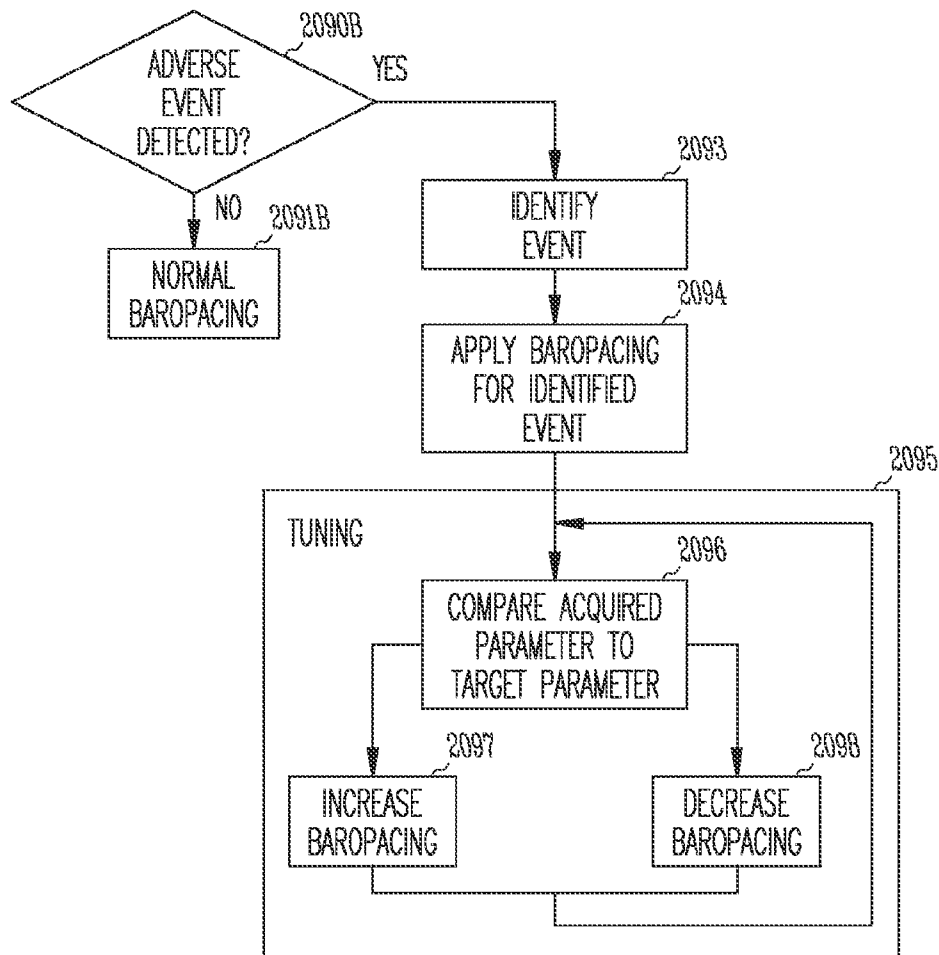 2090B
ADVERSE
EVENT
DETECTED?
YES
NO
2091B
NORMAL
BAROPACING
2093
IDENTIFY
EVENT
2094
APPLY BAROPACING
FOR IDENTIFIED
EVENT
2095
TUNING
2096
COMPARE ACQUIRED
PARAMETER TO
TARGET PARAMETER
2097
INCREASE
BAROPACING
2098
DECREASE
BAROPACING